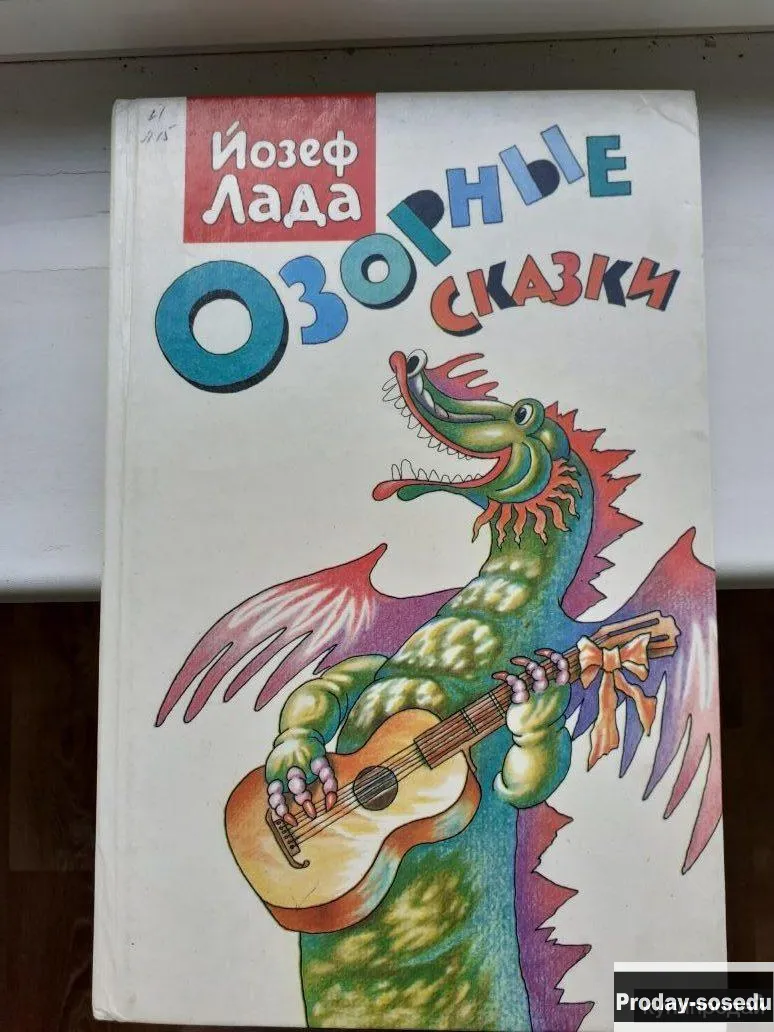 Йозеф
Лада
Озорные
сказки
Proday-sosedu